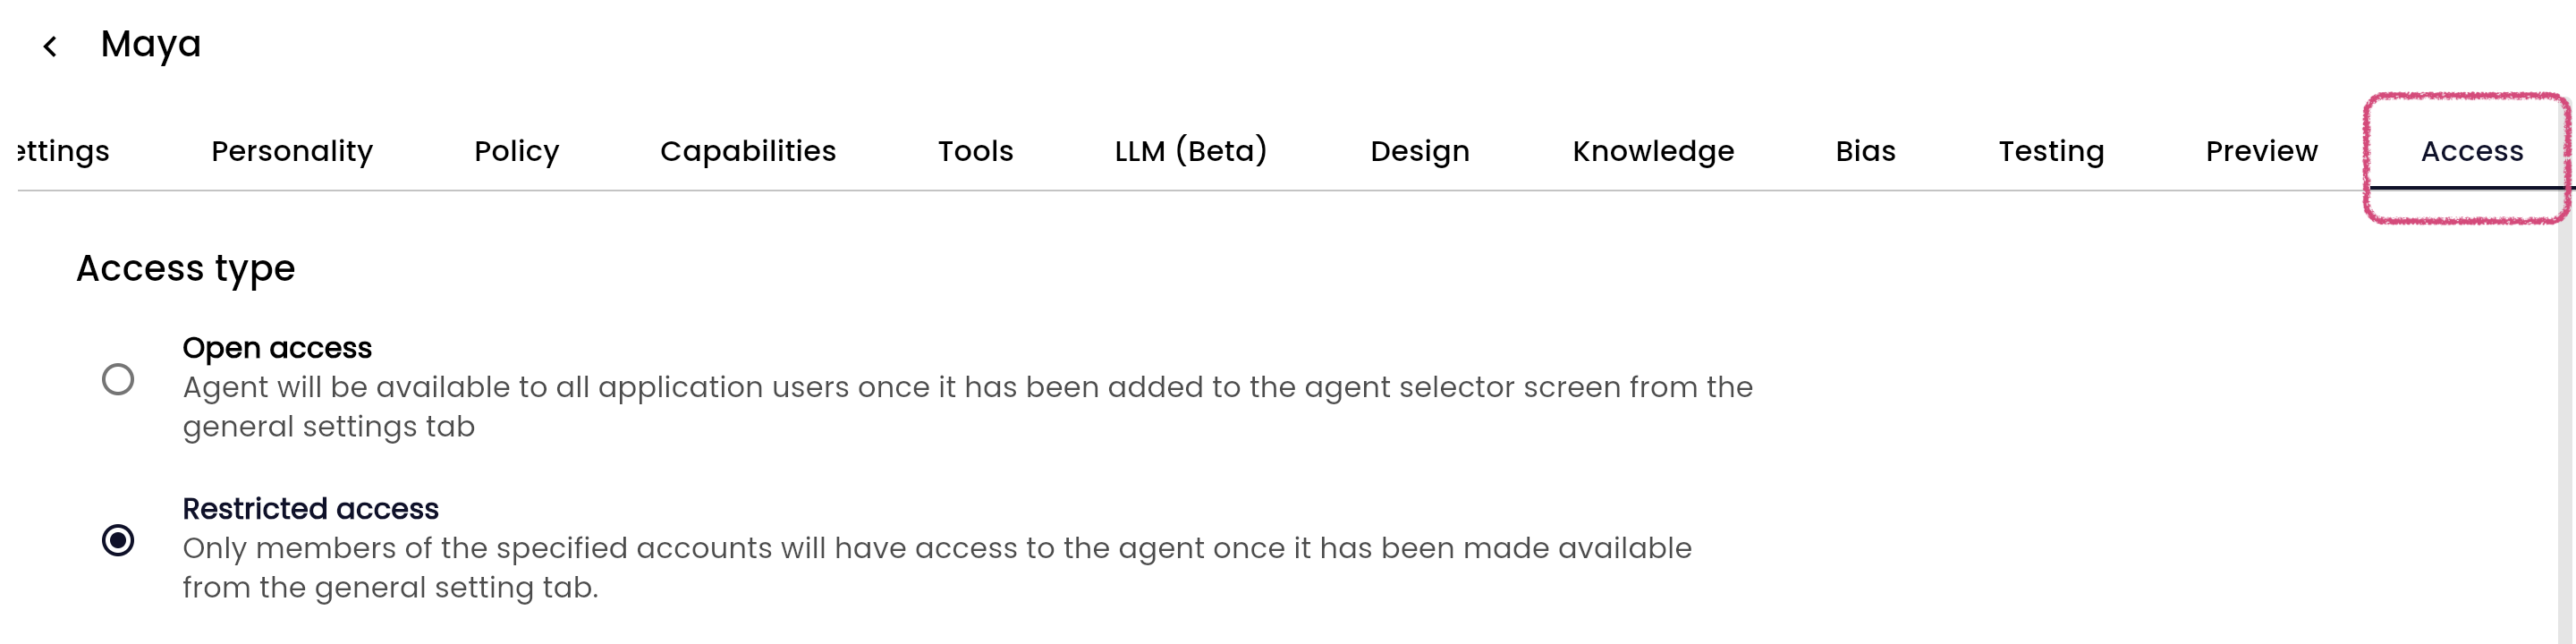 Maya
ettings Personality Policy Capabilities Tools LLM (Beta) Design Knowledge Bias Testing Preview Access
Access type
Open access
Agent will be available to all application users once it has been added to the agent selector screen from the
general settings tab
Restricted access
Only members of the specified accounts will have access to the agent once it has been made available
from the general setting tab.